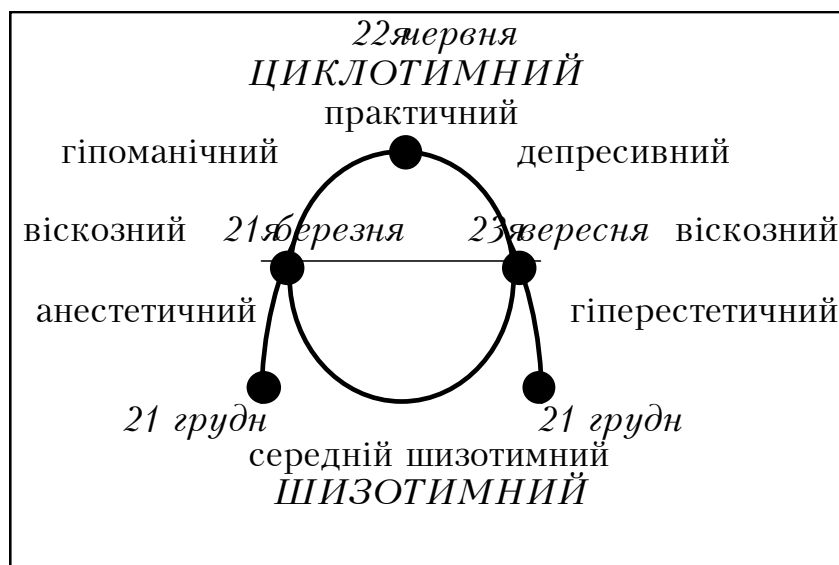 22 червня
ЦИКЛОТИМНИЙ
практичний
гіпоманічний депресивний
віскозний 21 березня 23 вересня віскозний
анестетичний гіперестетичний
21 грудн 21 грудн
середній шизотимний
ШИЗОТИМНИЙ